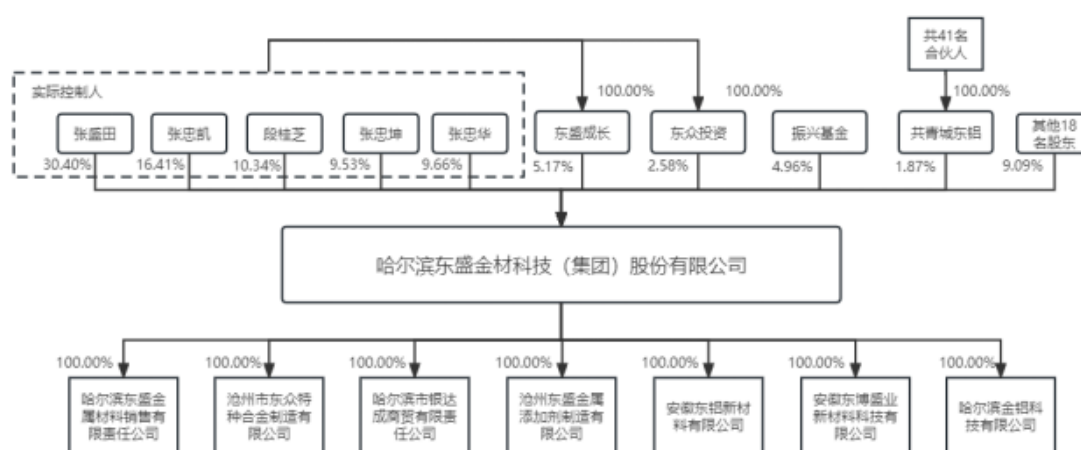 共41名
合伙人
实际控制人
100.00%
100.00%
100.00%
张盛田
张忠凯
段桂芝
张忠坤
张忠华
东盛成长
东众投资
振兴基金
共青城东铝
其他18
名股东
30.40%
16.41%
10.34%
9.53%
9.66%
5.17%
2.58%
4.96%
1.87%
9.09%
哈尔滨东盛金材科技（集团）股份有限公司
100.00%
100.00%
100.00%
100.00%
100.00%
100.00%
100.00%
哈尔滨东盛金
属材料销售有
限责任公司
沧州市东众特
种合金制造有
限公司
哈尔滨市银达
成商贸有限责
任公司
沧州东盛金属
添加剂制造有
限公司
安徽东铝新材
料有限公司
安徽东博盛业
新材料科技有
限公司
哈尔滨金铝科
技有限公司